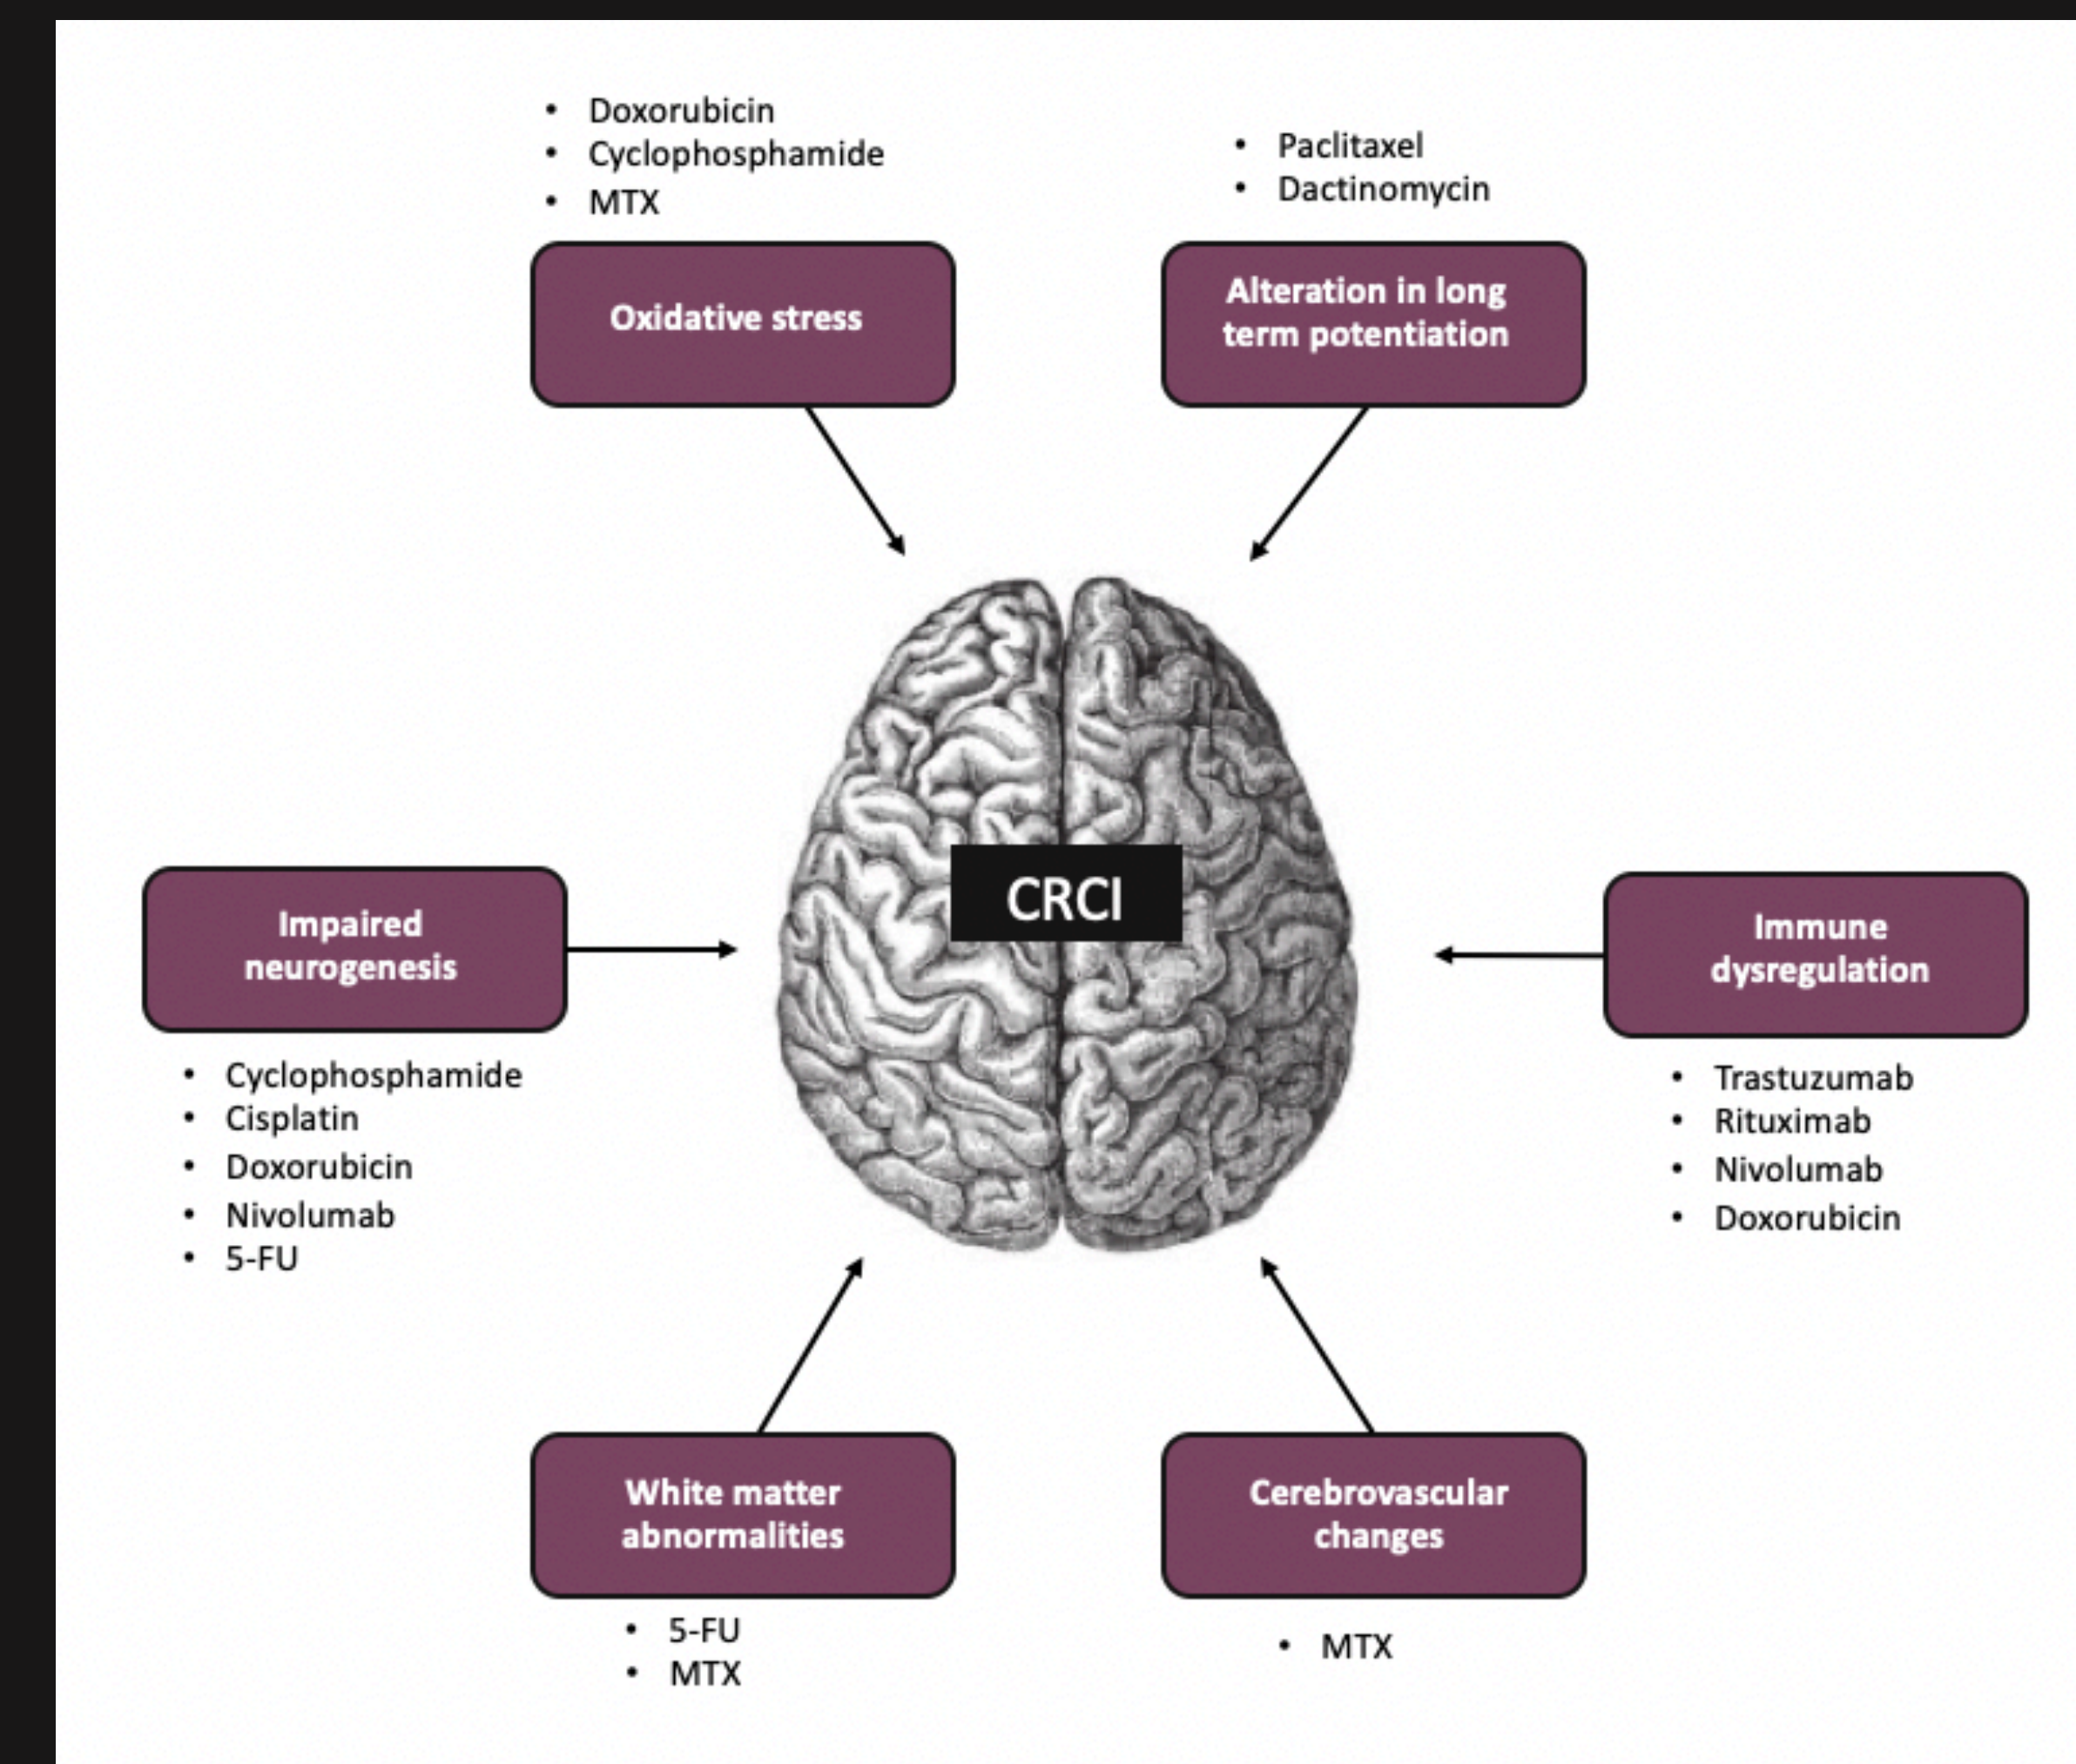 • Doxorubicin
• Cyclophosphamide
• MTX
Oxidative stress
• Paclitaxel
• Dactinomycin
Alteration in long
term potentiation
CRCI
Impaired
neurogenesis
• Cyclophosphamide
• Cisplatin
• Doxorubicin
• Nivolumab
• 5-FU
Immune
dysregulation
• Trastuzumab
• Rituximab
• Nivolumab
• Doxorubicin
White matter
abnormalities
• 5-FU
• MTX
Cerebrovascular
changes
• MTX